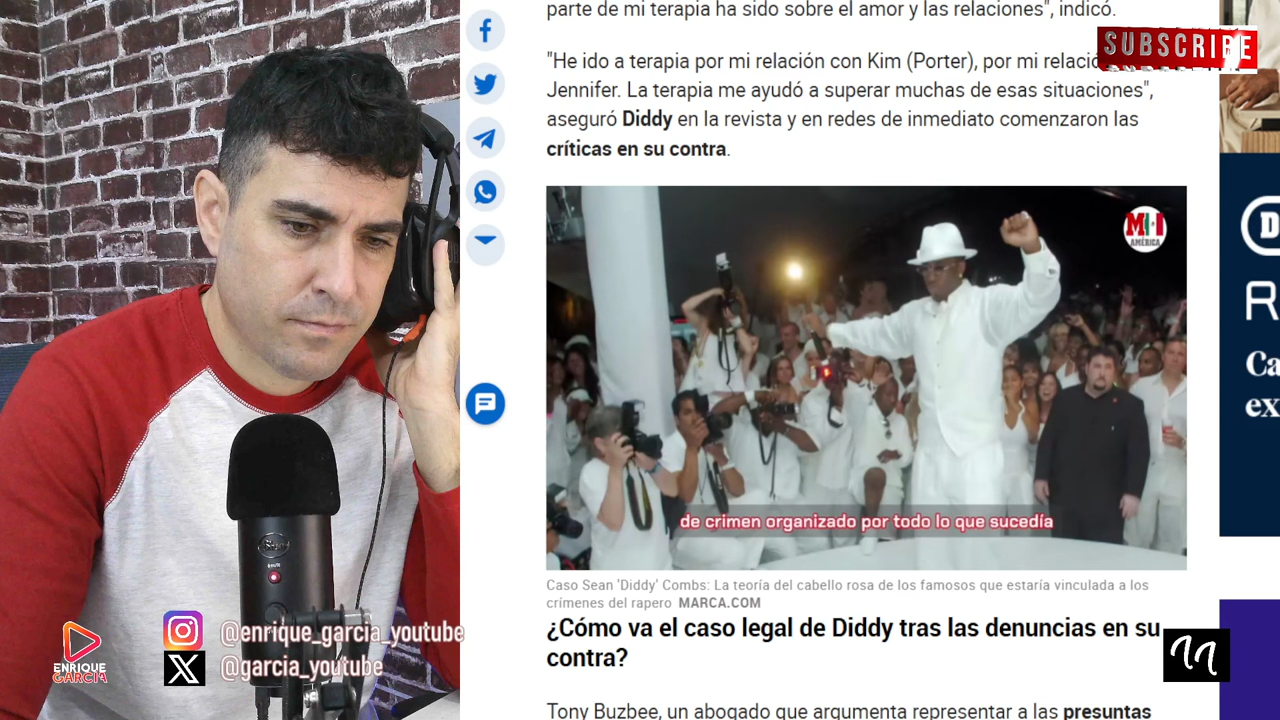 parte de mi terapia ha sido sobre el amor y las relaciones", indicó.
SUBSCRIBE
"He ido a terapia por mi relación con Kim (Porter), por mi relació
Jennifer. La terapia me ayudó a superar muchas de esas situaciones",
aseguró Diddy en la revista y en redes de inmediato comenzaron las
críticas en su contra.
AMÉRICA
D
R
Ca
ex
de crimen organizado por todo lo que sucedía
Caso Sean 'Diddy' Combs: La teoría del cabello rosa de los famosos que estaría vinculada a los
crímenes del rapero MARCA.COM
¿Cómo va el caso legal de Diddy tras las denuncias en su
contra?
Tony Buzbee, un abogado que argumenta representar a las presuntas
@enrique_garcia_youtube
@garcia_youtube
ENRIQUE
GARCIA